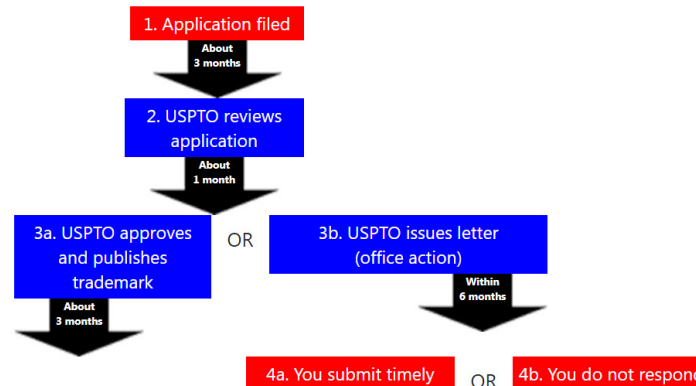 1. Application filed
About
3 months
2. USPTO reviews
application
About
1 month
3a. USPTO approves
and publishes
trademark
OR
3b. USPTO issues letter
(office action)
About
3 months
Within
6 months
4a. You submit timely
OR
4b. You do not respond